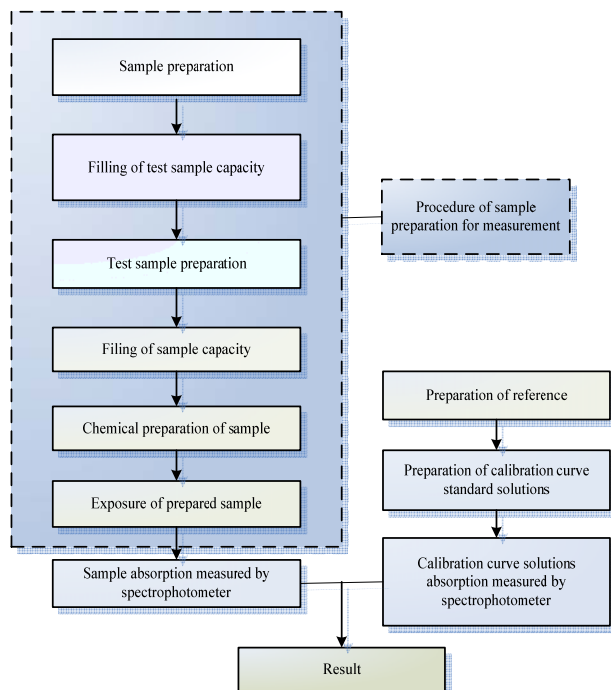 Sample preparation
Filling of test sample capacity
Test sample preparation
Filing of sample capacity
Chemical preparation of sample
Exposure of prepared sample
Sample absorption measured by
spectrophotometer
Procedure of sample
preparation for measurement
Preparation of reference
Preparation of calibration curve
standard solutions
Calibration curve solutions
absorption measured by
spectrophotometer
Result